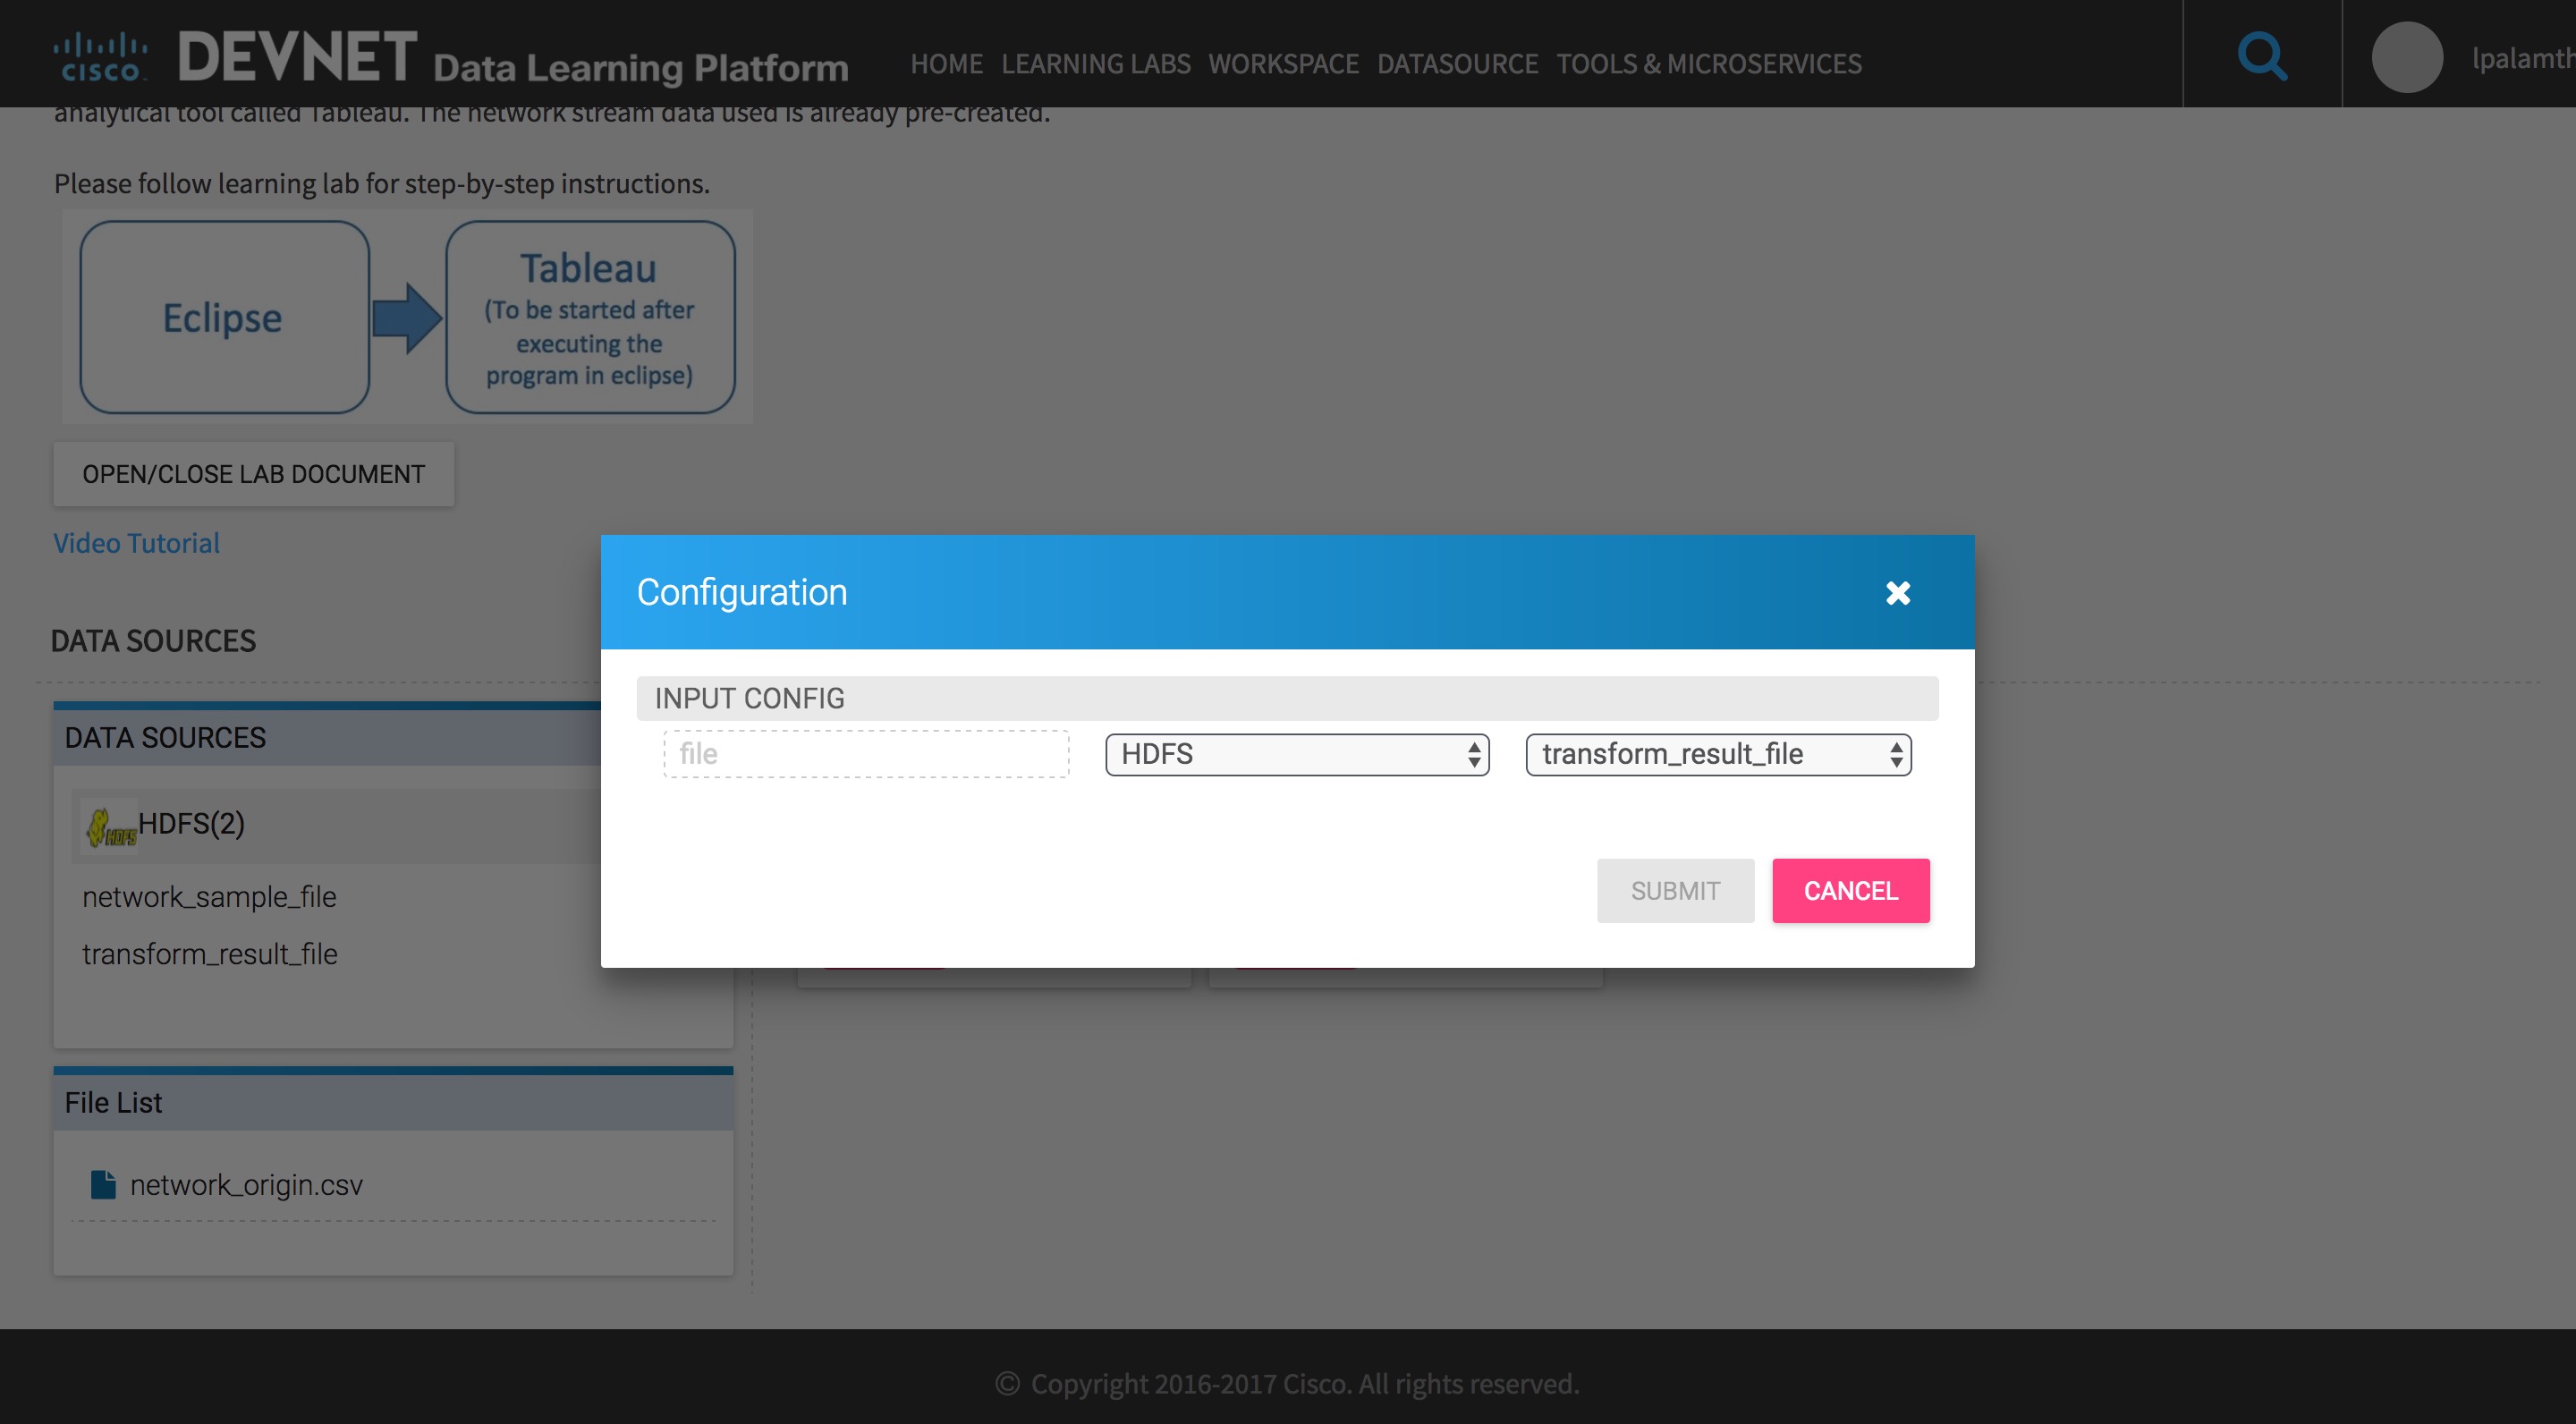 CISCO DEVNET Data Learning Platform HOME LEARNING LABS WORKSPACE DATASOURCE TOOLS & MICROSERVICES lpalamth
analytical tool called Tableau. The network stream data used is already pre-created.
Please follow learning lab for step-by-step instructions.
Eclipse
Tableau
(To be started after
executing the
program in eclipse)
OPEN/CLOSE LAB DOCUMENT
Video Tutorial
Configuration
INPUT CONFIG
file HDFS transform_result_file
SUBMIT CANCEL
DATA SOURCES
DATA SOURCES
HDFS HDFS(2)
network_sample_file
transform_result_file
File List
network_origin.csv
© Copyright 2016-2017 Cisco. All rights reserved.